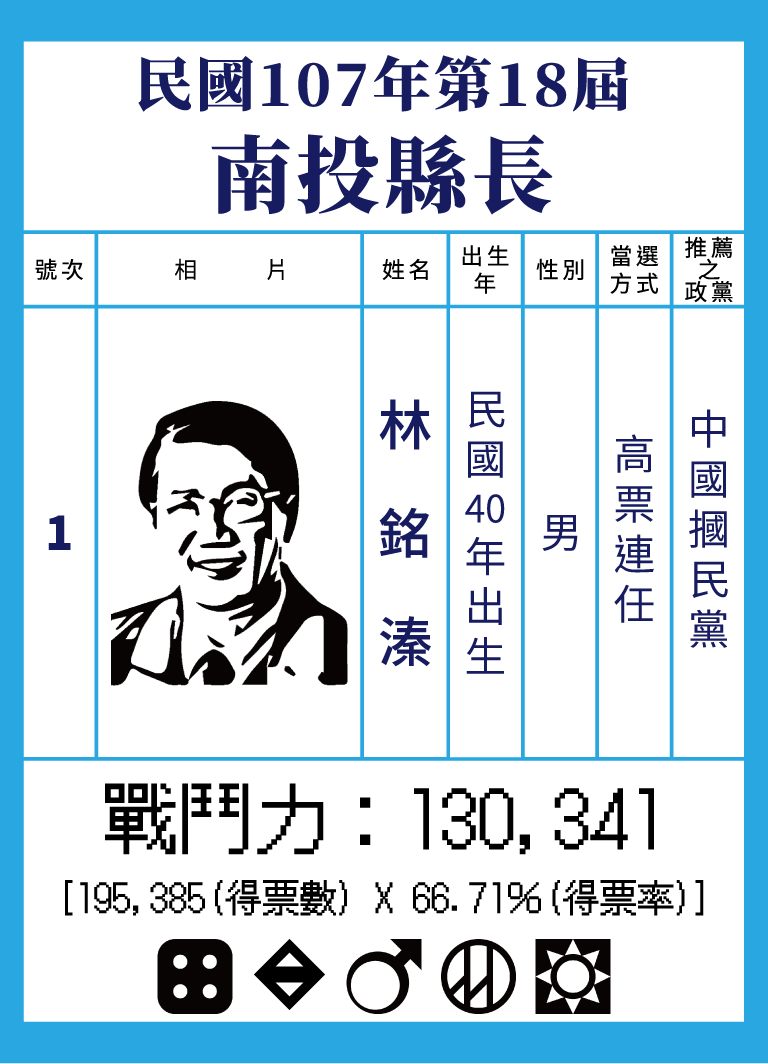 民國107年第18屆
南投縣長
號次
相片
姓名
出生年
性別
當選方式
推薦之政黨
1
林銘溱
民國40年出生
男
高票連任
中國摑民黨
戰鬥力：130,341
[195,385(得票數) X 66.71%(得票率)]